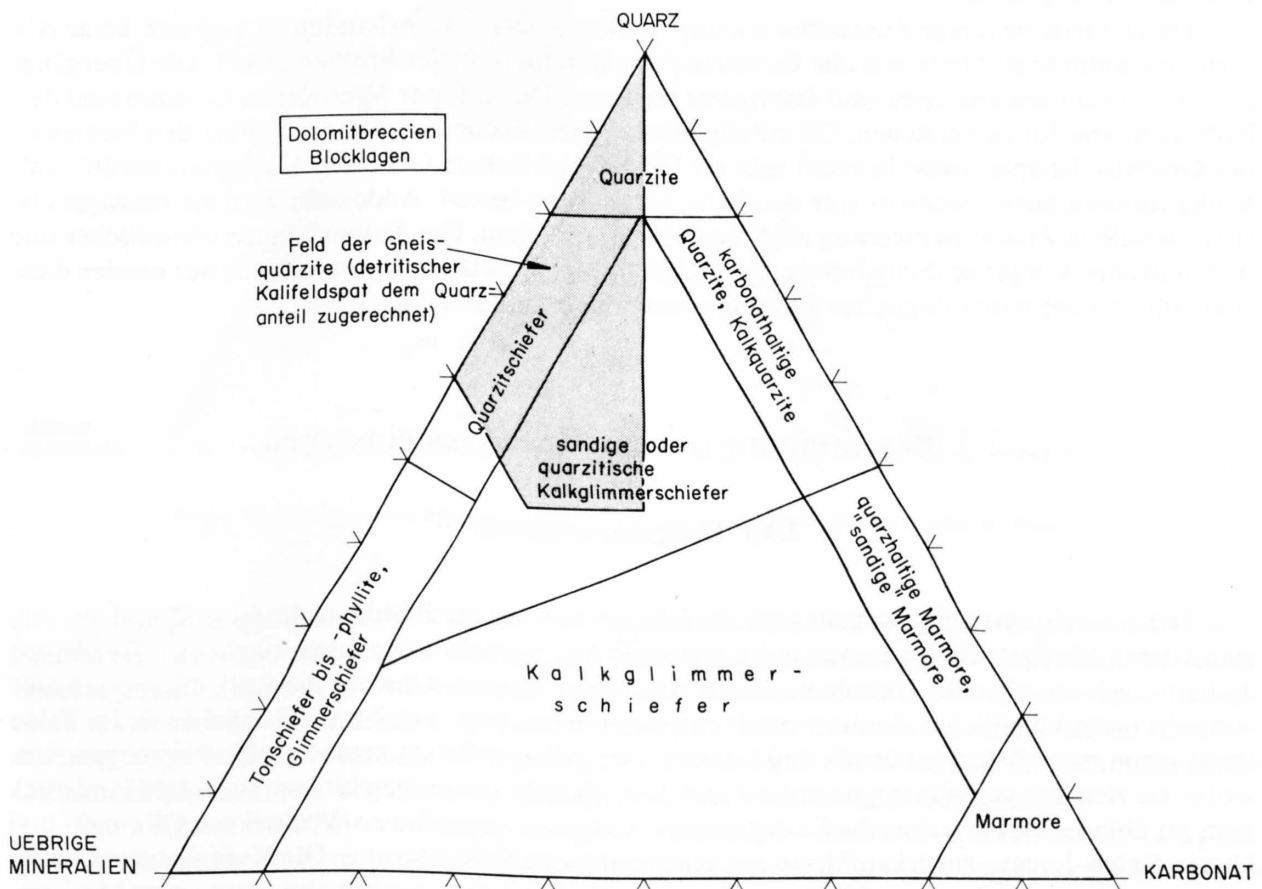 QUARZ
Dolomitbreccien
Blocklagen
Quarzite
Feld der Gneis-
quarzite (detritischer
Kalifeldspat dem Quarz-
anteil zugerechnet)
karbonathaltige
Quarzite, Kalkquarzite
Quarzitschiefer
sandige oder
quarzitische
Kalkglimmerschiefer
quarzhaltige Marmore,
"sandige" Marmore
Tonschiefer bis -phyllite,
Glimmerschiefer
Kalkglimmer-
schiefer
Marmore
UEBRIGE
MINERALIEN
KARBONAT